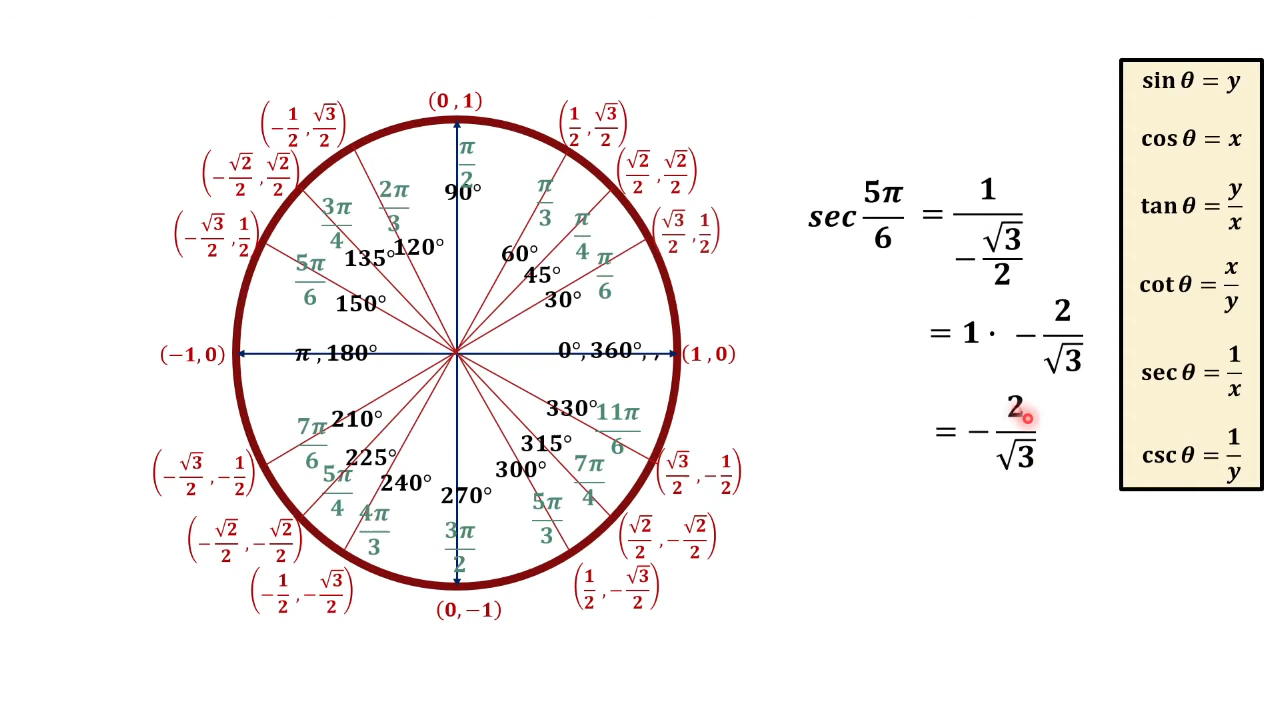 (0 , 1)
(-1/2 , √3/2)
(1/2 , √3/2)
(-√2/2 , √2/2)
(√2/2 , √2/2)
(-√3/2 , 1/2)
(√3/2 , 1/2)
π/2
90°
2π/3
120°
3π/4
135°
5π/6
150°
π/3
60°
π/4
45°
π/6
30°
(-1, 0)
π , 180°
0°, 360°, ,
(1, 0)
7π/6
210°
5π/4
225°
4π/3
240°
270°
3π/2
330°
11π/6
315°
7π/4
300°
5π/3
(-√3/2 , -1/2)
(√3/2 , -1/2)
(-√2/2 , -√2/2)
(√2/2 , -√2/2)
(-1/2 , -√3/2)
(1/2 , -√3/2)
(0, -1)
sec 5π/6 = 1/(-√3/2)
= 1 · -2/√3
= -2/√3
sin θ = y
cos θ = x
tan θ = y/x
cot θ = x/y
sec θ = 1/x
csc θ = 1/y